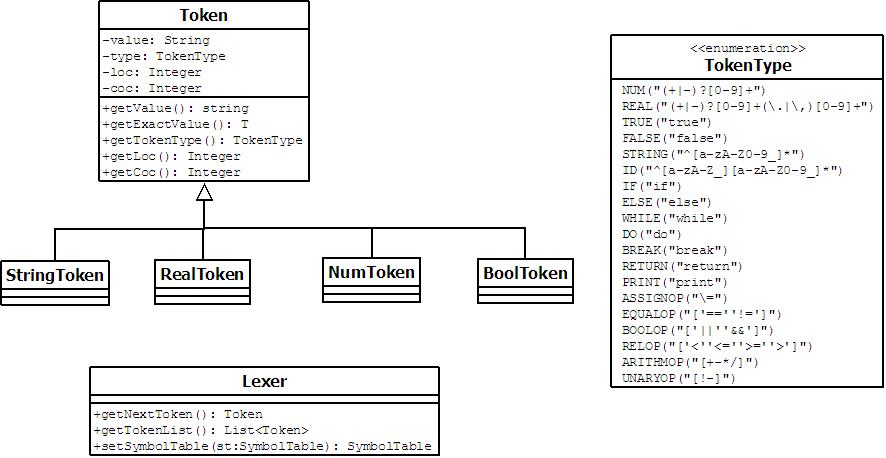 Token
-value: String
-type: TokenType
-loc: Integer
-coc: Integer
+getValue(): string
+getExactValue(): T
+getTokenType(): TokenType
+getLoc(): Integer
+getCoc(): Integer
StringToken
RealToken
NumToken
BoolToken
Lexer
+getNextToken(): Token
+getTokenList(): List<Token>
+setSymbolTable(st:SymbolTable): SymbolTable
<<enumeration>>
TokenType
NUM("(+|-)?[0-9]+")
REAL("(+|-)?[0-9]+(\.|\,)[0-9]+")
TRUE("true")
FALSE("false")
STRING("^[a-zA-Z0-9_]*")
ID("^[a-zA-Z_][a-zA-Z0-9_]*")
IF("if")
ELSE("else")
WHILE("while")
DO("do")
BREAK("break")
RETURN("return")
PRINT("print")
ASSIGNOP("\=")
EQUALOP("['==''!=']")
BOOLOP("['||''&&']")
RELOP("['<''<=''>=''>']")
ARITHMOP("[+-*/]")
UNARYOP("[!-]")